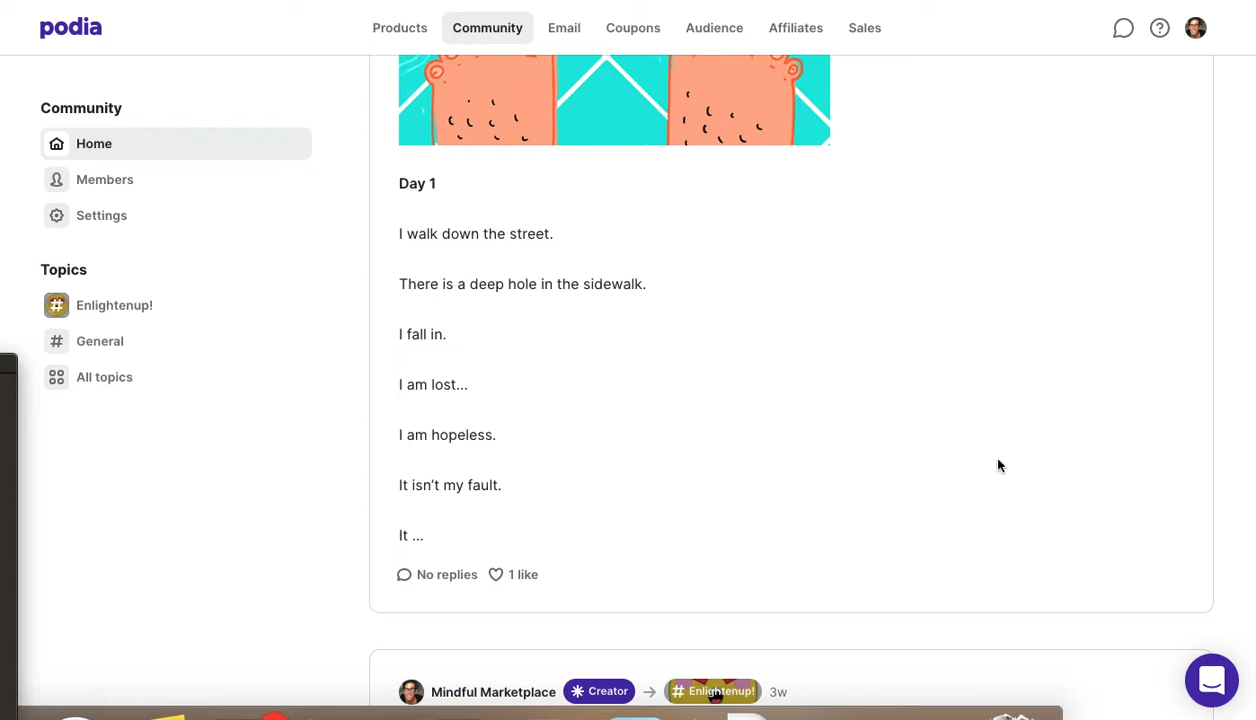 podia
Products
Community
Email
Coupons
Audience
Affiliates
Sales
Community
Home
Members
Settings
Topics
Enlightenup!
General
All topics
Day 1
I walk down the street.
There is a deep hole in the sidewalk.
I fall in.
I am lost...
I am hopeless.
It isn’t my fault.
It ...
No replies
1 like
Mindful Marketplace
Creator
Enlightenup!
3w